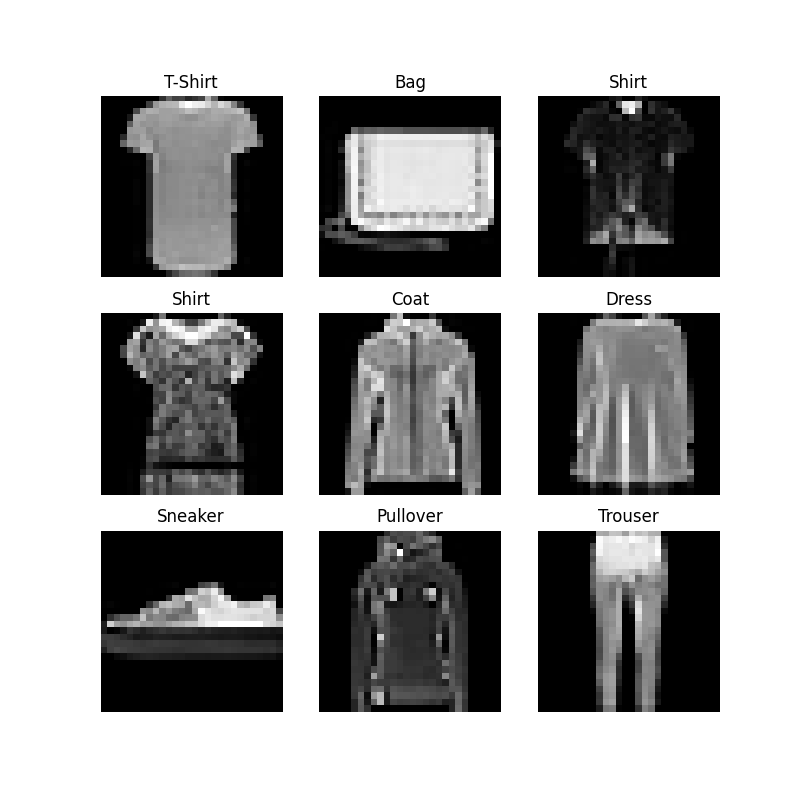 T-Shirt
Bag
Shirt
Shirt
Coat
Dress
Sneaker
Pullover
Trouser